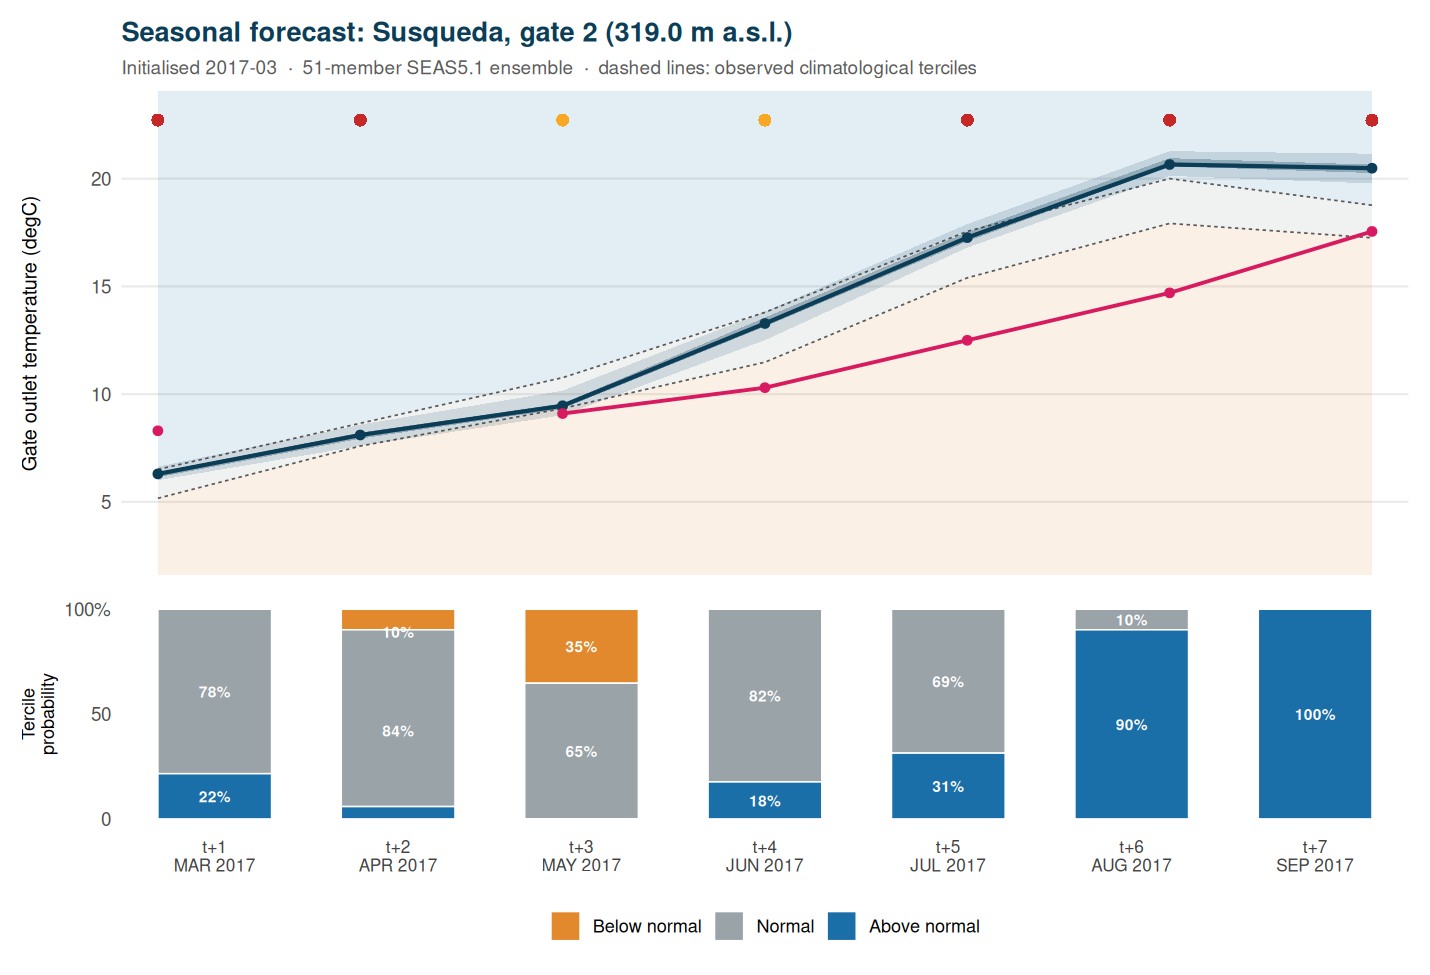 Seasonal forecast: Susqueda, gate 2 (319.0 m a.s.l.)
Initialised 2017-03 · 51-member SEAS5.1 ensemble · dashed lines: observed climatological terciles
Gate outlet temperature (degC)
20
15
10
5
Tercile
probability
100%
50
0
78%
22%
10%
84%
35%
65%
82%
18%
69%
31%
10%
90%
100%
t+1
MAR 2017
t+2
APR 2017
t+3
MAY 2017
t+4
JUN 2017
t+5
JUL 2017
t+6
AUG 2017
t+7
SEP 2017
Below normal
Normal
Above normal